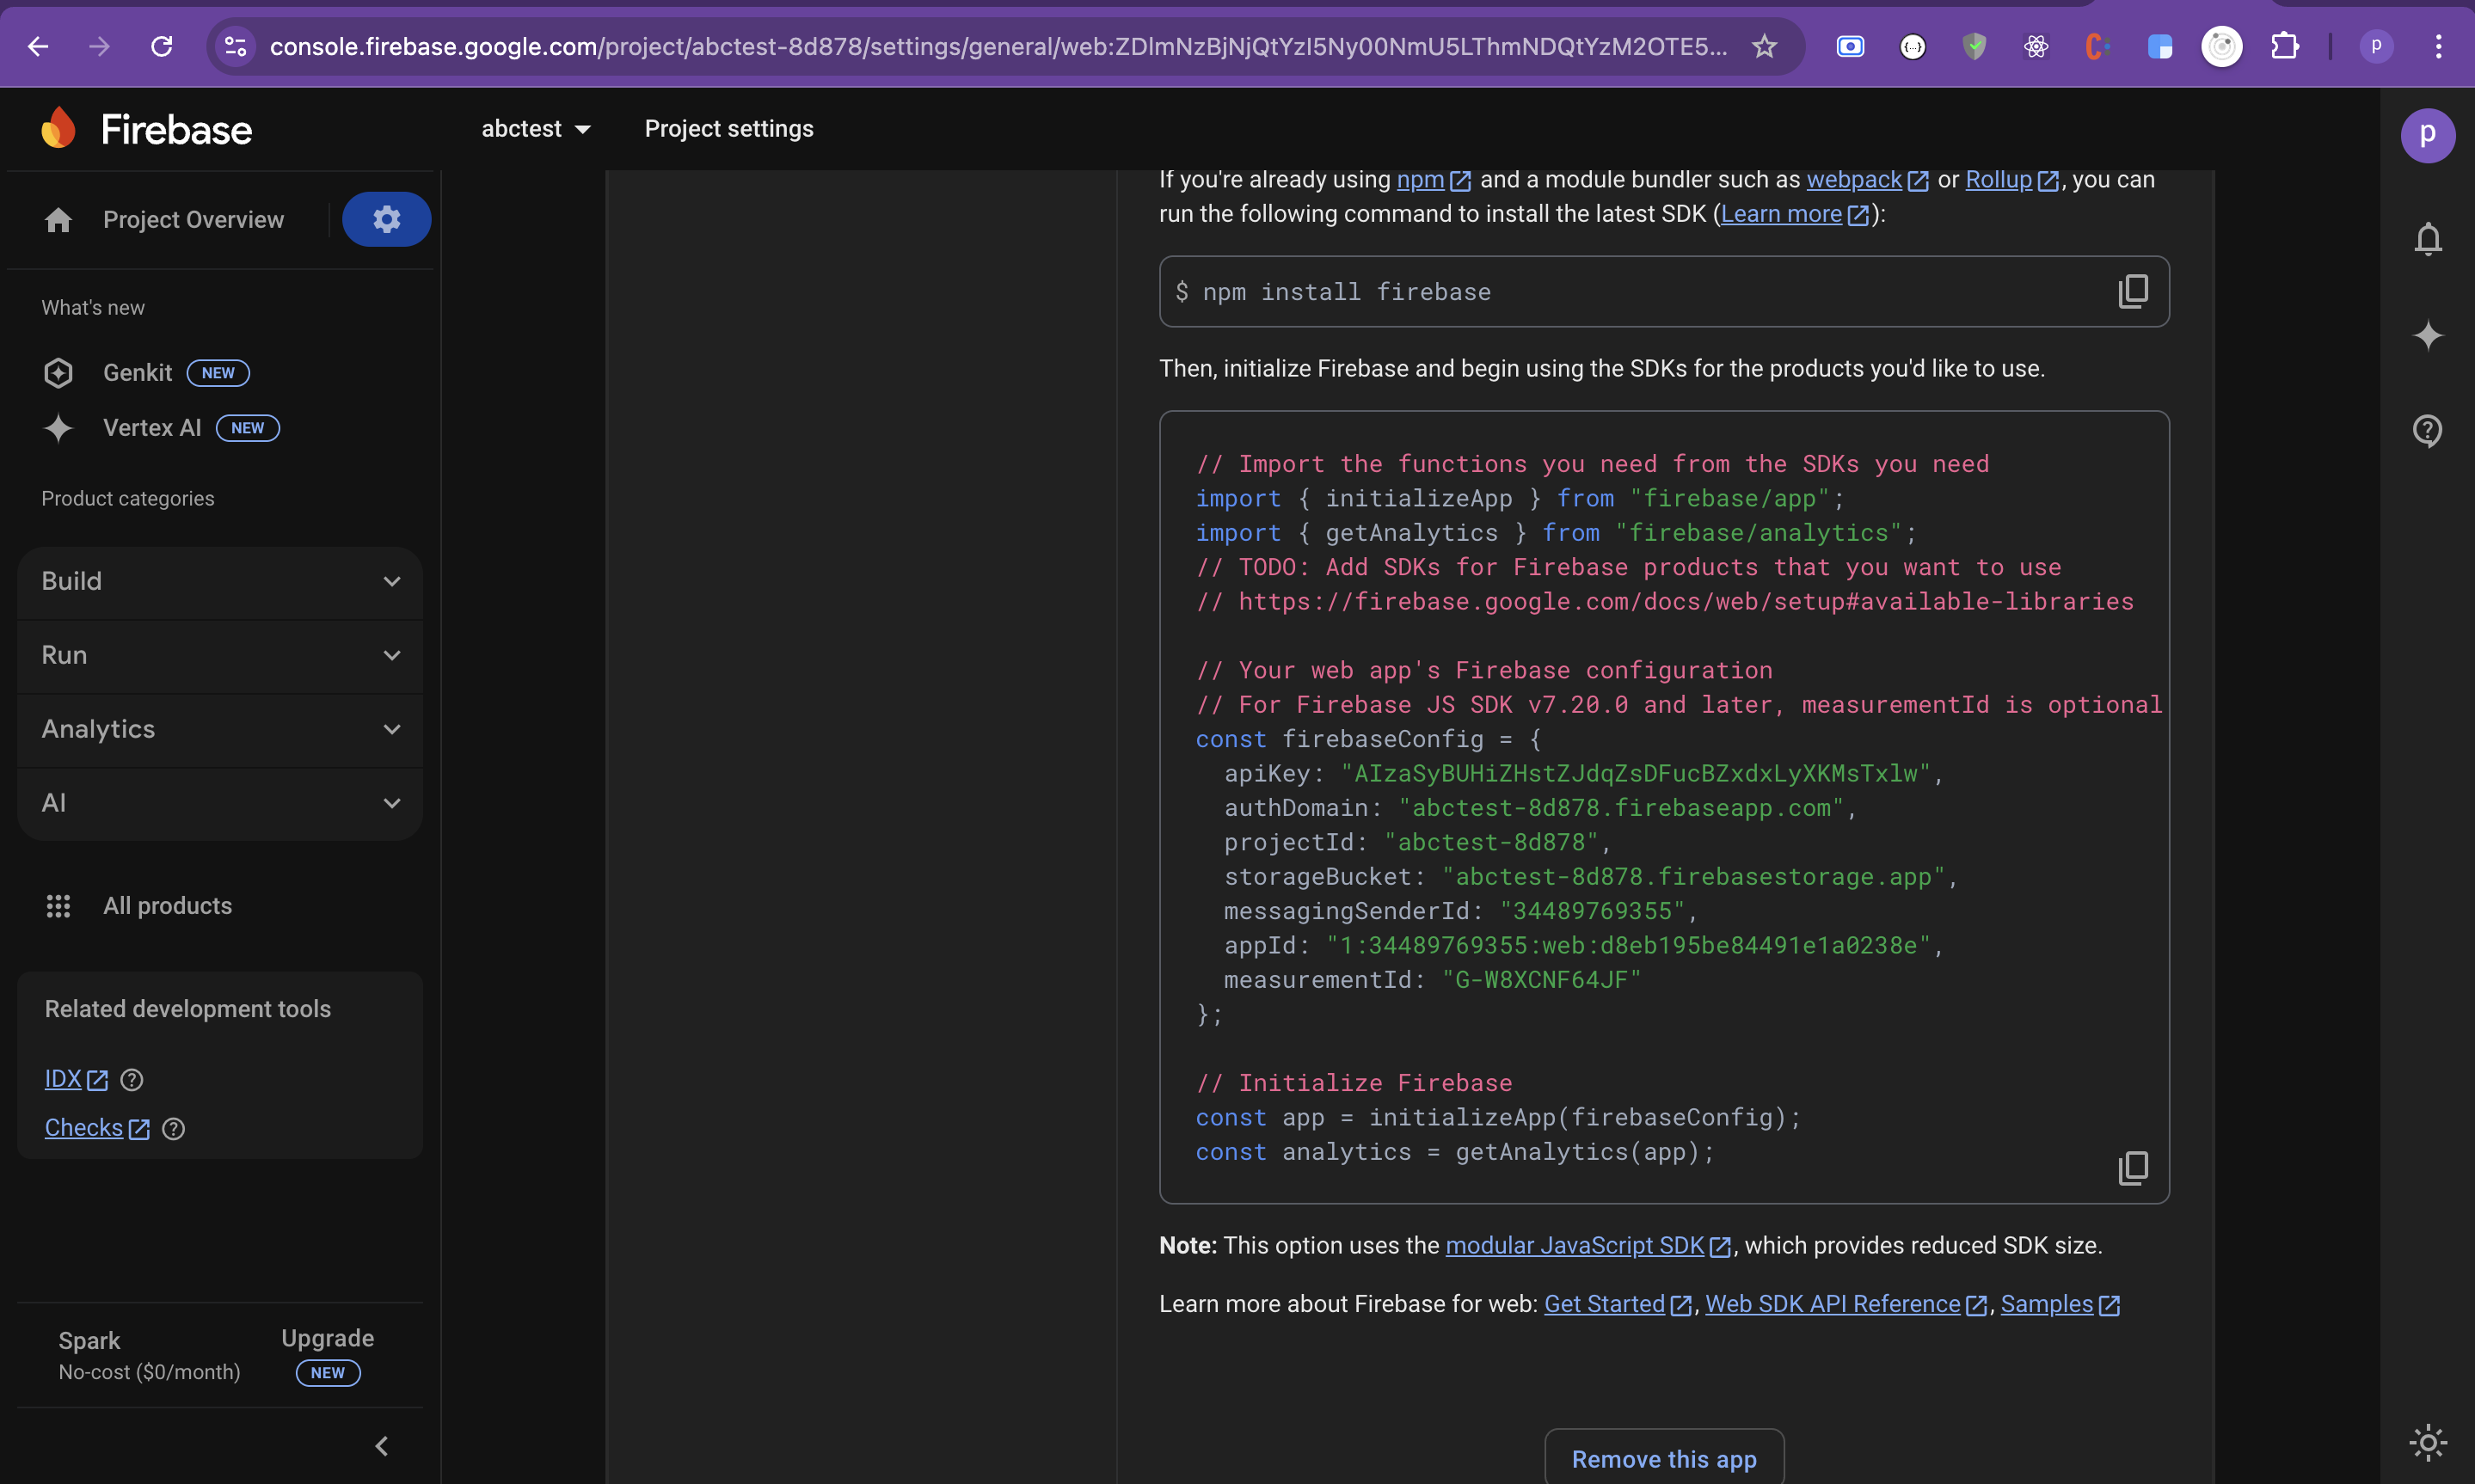 console.firebase.google.com/project/abctest-8d878/settings/general/web:ZDlmNzBjNjQtYzI5Ny00NmU5LThmNDQtYzM2OTE5...
p
Firebase
abctest
Project settings
p
Project Overview
What's new
Genkit NEW
Vertex AI NEW
Product categories
Build
Run
Analytics
AI
All products
Related development tools
IDX
Checks
Spark
No-cost ($0/month)
Upgrade
NEW
If you're already using npm and a module bundler such as webpack or Rollup, you can
run the following command to install the latest SDK (Learn more):
$ npm install firebase
Then, initialize Firebase and begin using the SDKs for the products you'd like to use.
// Import the functions you need from the SDKs you need
import { initializeApp } from "firebase/app";
import { getAnalytics } from "firebase/analytics";
// TODO: Add SDKs for Firebase products that you want to use
// https://firebase.google.com/docs/web/setup#available-libraries
// Your web app's Firebase configuration
// For Firebase JS SDK v7.20.0 and later, measurementId is optional
const firebaseConfig = {
apiKey: "AIzaSyBUHiZHstZJdqZsDFucBZxdxLyXKMsTxlw",
authDomain: "abctest-8d878.firebaseapp.com",
projectId: "abctest-8d878",
storageBucket: "abctest-8d878.firebasestorage.app",
messagingSenderId: "34489769355",
appId: "1:34489769355:web:d8eb195be84491e1a0238e",
measurementId: "G-W8XCNF64JF"
};
// Initialize Firebase
const app = initializeApp(firebaseConfig);
const analytics = getAnalytics(app);
Note: This option uses the modular JavaScript SDK, which provides reduced SDK size.
Learn more about Firebase for web: Get Started, Web SDK API Reference, Samples
Remove this app